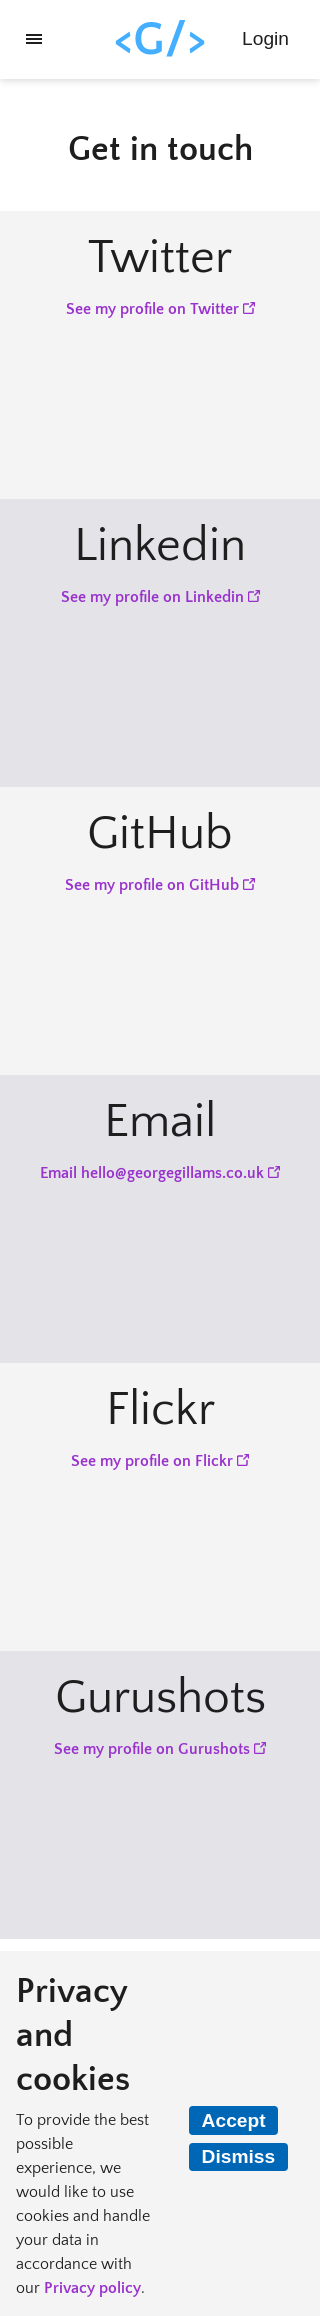 <G/>
Login
Get in touch
Twitter
See my profile on Twitter
Linkedin
See my profile on Linkedin
GitHub
See my profile on GitHub
Email
Email hello@georgegillams.co.uk
Flickr
See my profile on Flickr
Gurushots
See my profile on Gurushots
Privacy
and
cookies
To provide the best
possible
experience, we
would like to use
cookies and handle
your data in
accordance with
our Privacy policy.
Accept
Dismiss